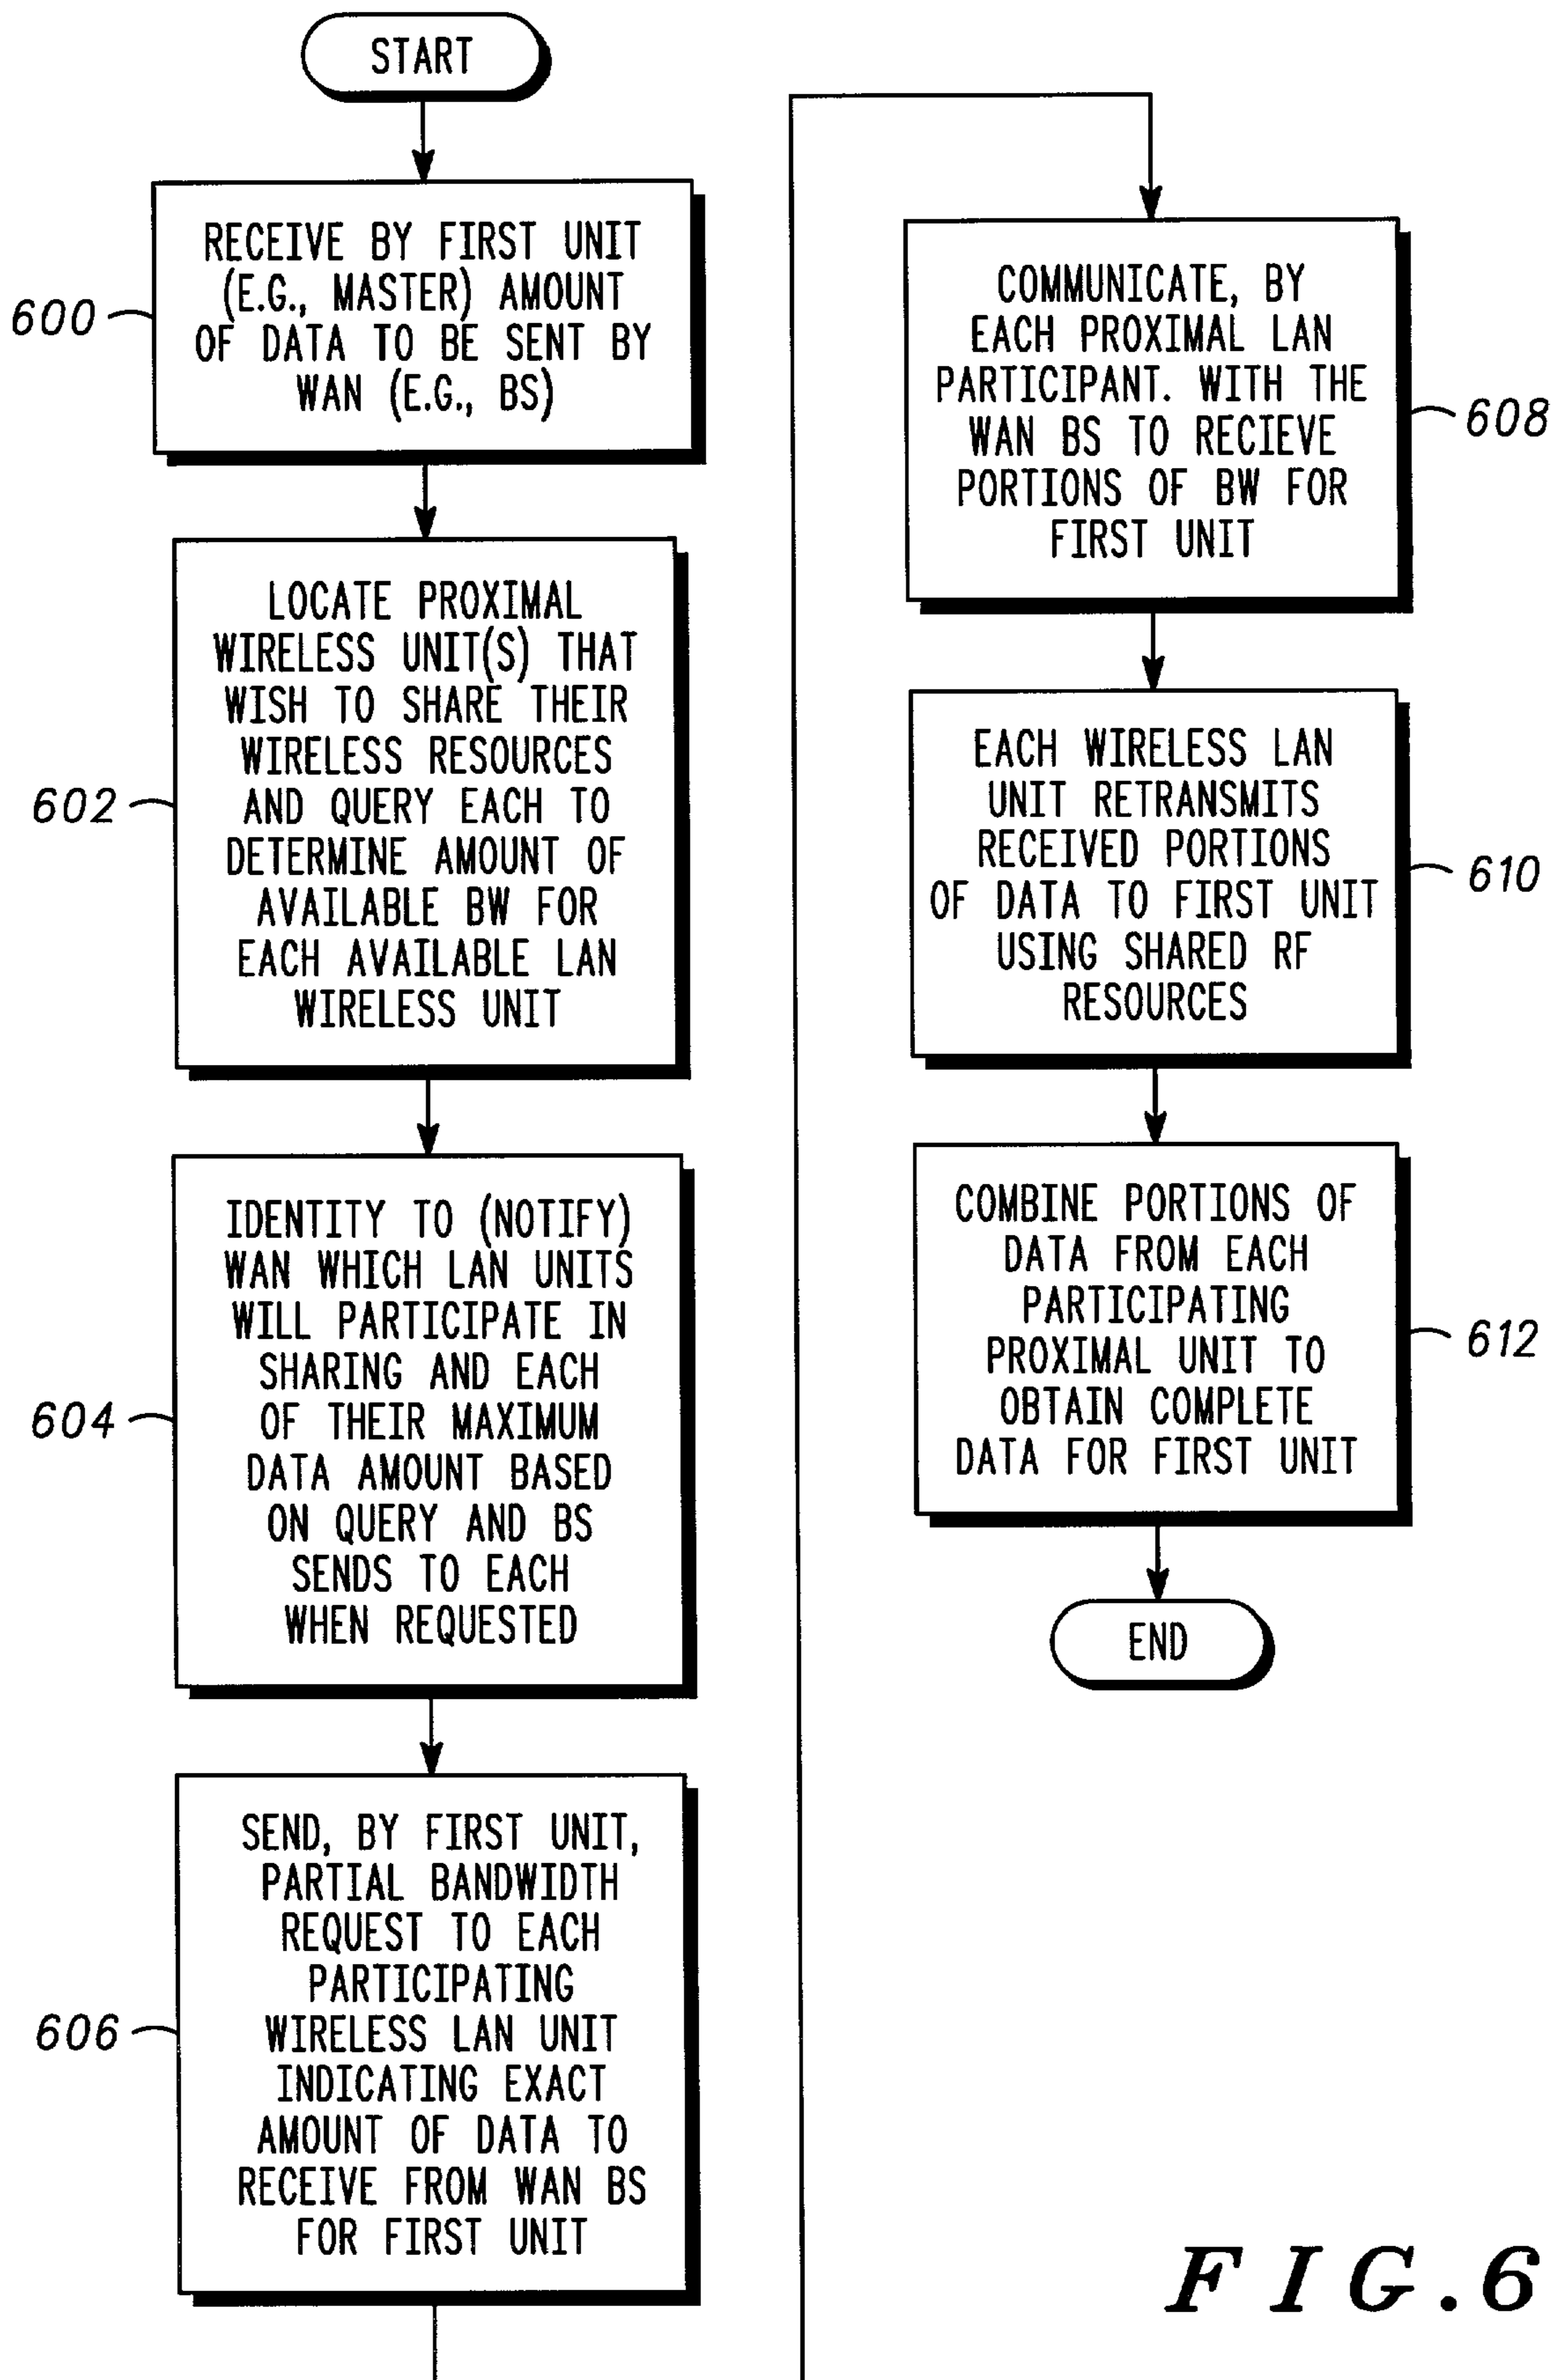 START
600
RECEIVE BY FIRST UNIT
(E.G., MASTER) AMOUNT
OF DATA TO BE SENT BY
WAN (E.G., BS)
602
LOCATE PROXIMAL
WIRELESS UNIT(S) THAT
WISH TO SHARE THEIR
WIRELESS RESOURCES
AND QUERY EACH TO
DETERMINE AMOUNT OF
AVAILABLE BW FOR
EACH AVAILABLE LAN
WIRELESS UNIT
604
IDENTITY TO (NOTIFY)
WAN WHICH LAN UNITS
WILL PARTICIPATE IN
SHARING AND EACH
OF THEIR MAXIMUM
DATA AMOUNT BASED
ON QUERY AND BS
SENDS TO EACH
WHEN REQUESTED
606
SEND, BY FIRST UNIT,
PARTIAL BANDWIDTH
REQUEST TO EACH
PARTICIPATING
WIRELESS LAN UNIT
INDICATING EXACT
AMOUNT OF DATA TO
RECEIVE FROM WAN BS
FOR FIRST UNIT
COMMUNICATE, BY
EACH PROXIMAL LAN
PARTICIPANT. WITH THE
WAN BS TO RECIEVE
PORTIONS OF BW FOR
FIRST UNIT
608
EACH WIRELESS LAN
UNIT RETRANSMITS
RECEIVED PORTIONS
OF DATA TO FIRST UNIT
USING SHARED RF
RESOURCES
610
COMBINE PORTIONS OF
DATA FROM EACH
PARTICIPATING
PROXIMAL UNIT TO
OBTAIN COMPLETE
DATA FOR FIRST UNIT
612
END
FIG.6